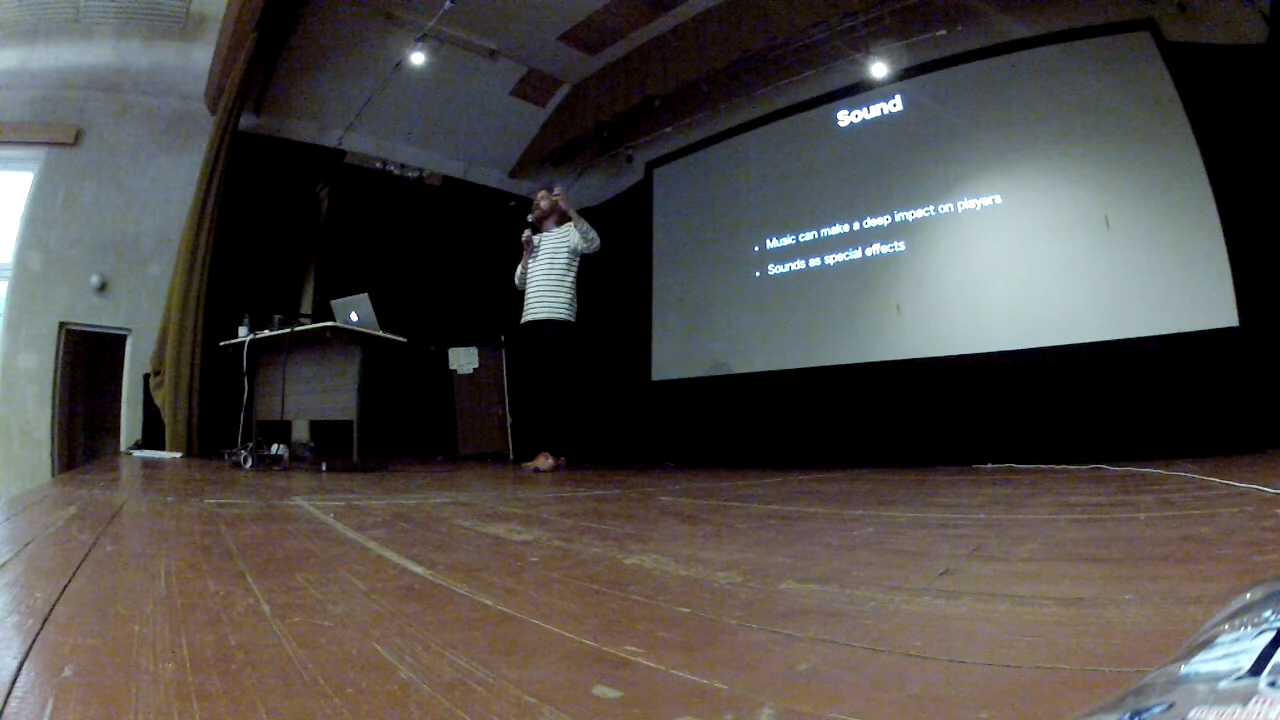 Sound
• Music can make a deep impact on players
• Sounds as special effects